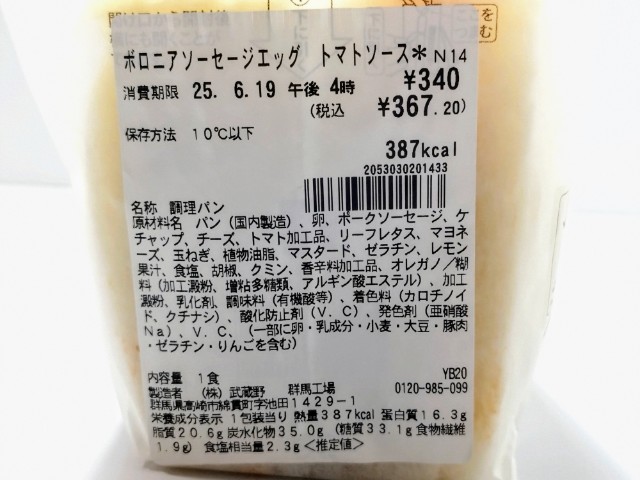 ボロニアソーセージエッグ トマトソース* N14
消費期限 25. 6.19 午後 4時 ¥340
(税込 ¥367.20)
保存方法 10℃以下
387kcal
2053030201433
名称 調理パン
原材料名 パン(国内製造)、卵、ポークソーセージ、ケ
チャップ、チーズ、トマト加工品、リーフレタス、マヨネ
ーズ、玉ねぎ、植物油脂、マスタード、ゼラチン、レモン
果汁、食塩、胡椒、クミン、香辛料加工品、オレガノ/糊
料(加工澱粉、増粘多糖類、アルギン酸エステル)、加工
澱粉、乳化剤、調味料(有機酸等)、着色料(カロチノイ
ド、クチナシ)、酸化防止剤(V.C)、発色剤(亜硝酸
Na)、V.C、(一部に卵・乳成分・小麦・大豆・豚肉
・ゼラチン・りんごを含む)
内容量 1食 YB20
製造者 (株)武蔵野 群馬工場 0120-985-099
群馬県高崎市綿貫町字池田1429-1
栄養成分表示 1包装当り 熱量387kcal 蛋白質16.3g
脂質20.6g 炭水化物35.0g (糖質33.1g 食物繊維
1.9g) 食塩相当量2.3g<推定値>